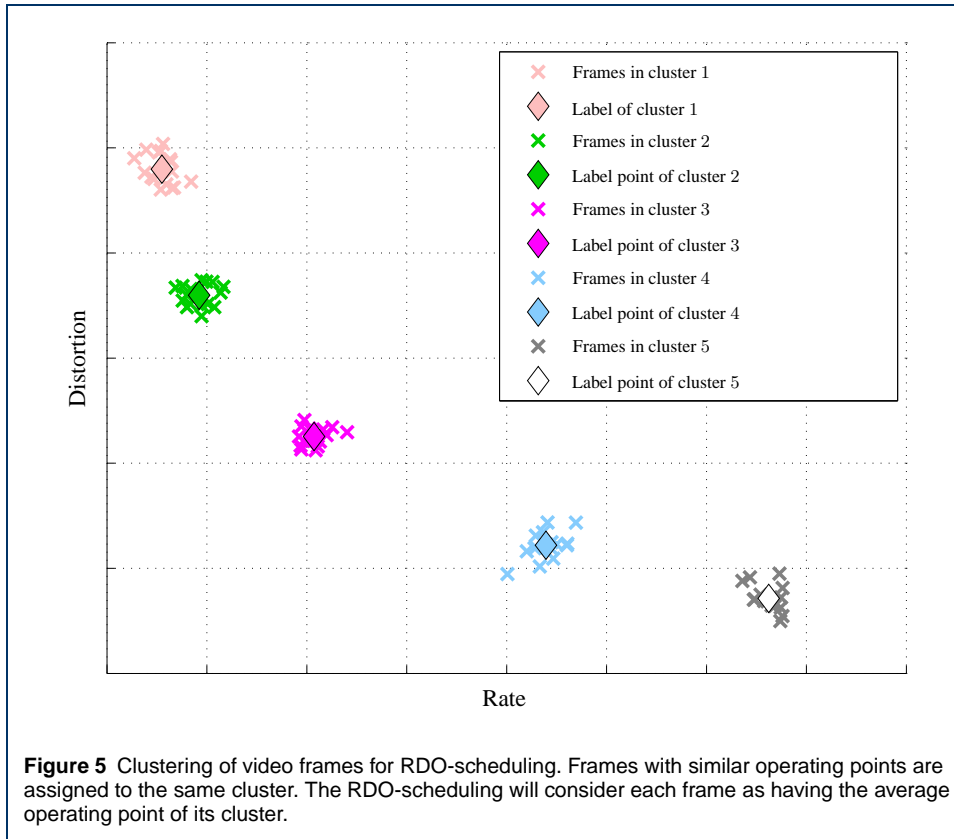 Frames in cluster 1
Label of cluster 1
Frames in cluster 2
Label point of cluster 2
Frames in cluster 3
Label point of cluster 3
Frames in cluster 4
Label point of cluster 4
Frames in cluster 5
Label point of cluster 5
Distortion
Rate
Figure 5 Clustering of video frames for RDO-scheduling. Frames with similar operating points are
assigned to the same cluster. The RDO-scheduling will consider each frame as having the average
operating point of its cluster.